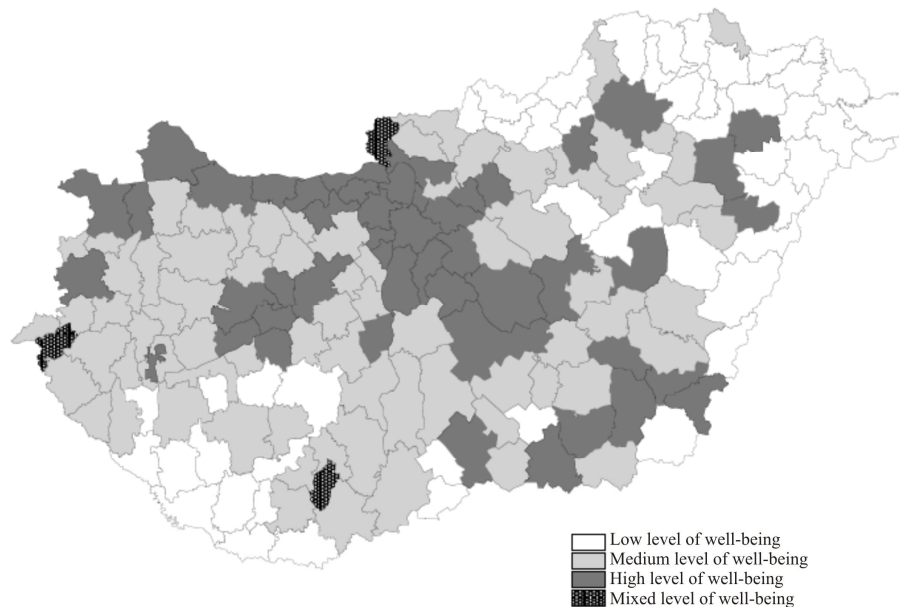 Low level of well-being
Medium level of well-being
High level of well-being
Mixed level of well-being